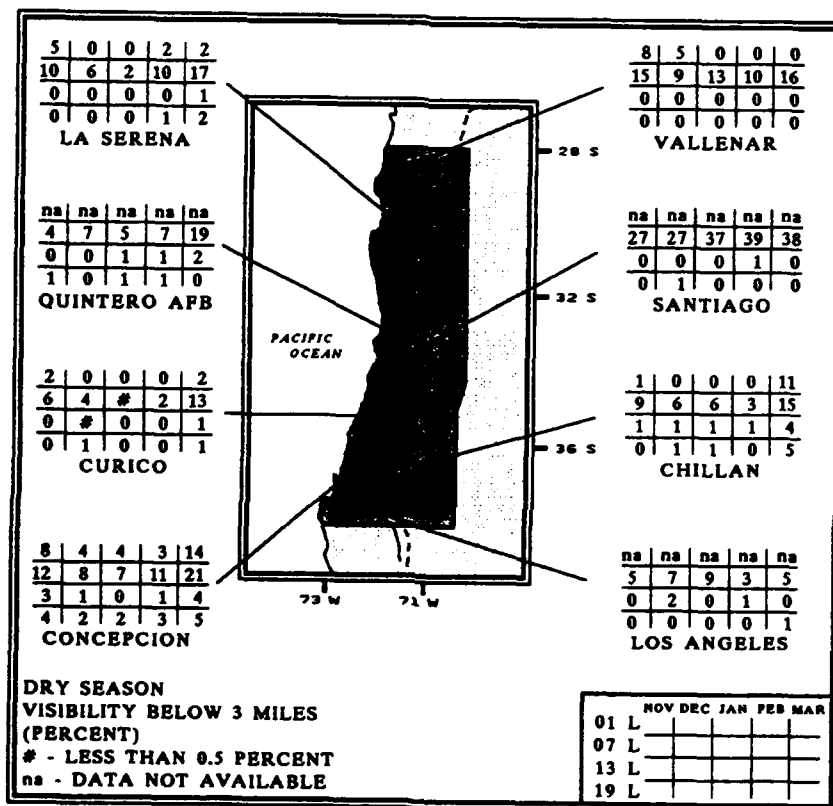 5 0 0 2 2
10 6 2 10 17
0 0 0 0 1
0 0 0 1 2
LA SERENA
8 5 0 0 0
15 9 13 10 16
0 0 0 0 0
0 0 0 0 0
VALLENAR
28 S
na na na na na
4 7 5 7 19
0 0 1 1 2
1 0 1 1 0
QUINTERO AFB
na na na na na
27 27 37 39 38
0 0 0 1 0
0 1 0 0 0
SANTIAGO
32 S
PACIFIC
OCEAN
2 0 0 0 2
6 4 # 2 13
0 # 0 0 1
0 1 0 0 1
CURICO
1 0 0 0 11
9 6 6 3 15
1 1 1 1 4
0 1 1 0 5
CHILLAN
36 S
8 4 4 3 14
12 8 7 11 21
3 1 0 1 4
4 2 2 3 5
CONCEPCION
na na na na na
5 7 9 3 5
0 2 0 1 0
0 0 0 0 1
LOS ANGELES
73 W
71 W
DRY SEASON
VISIBILITY BELOW 3 MILES
(PERCENT)
# - LESS THAN 0.5 PERCENT
na - DATA NOT AVAILABLE
NOV DEC JAN FEB MAR
01 L
07 L
13 L
19 L